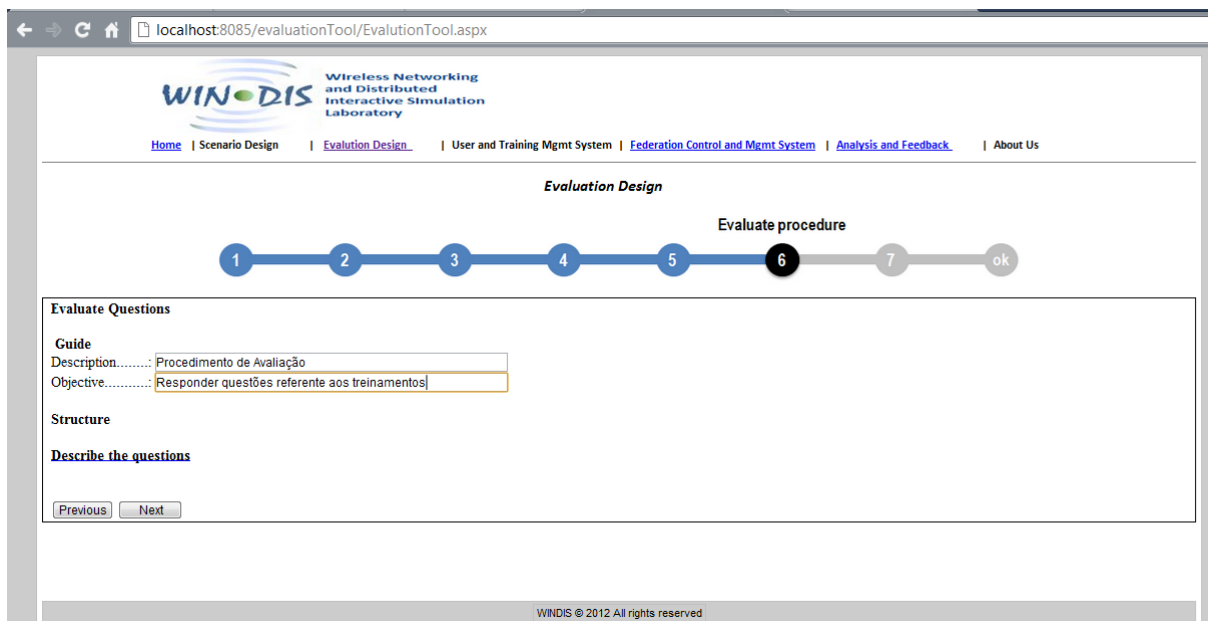 localhost:8085/evaluationTool/EvalutionTool.aspx
WIN DIS
WIreless Networking
and Distributed
Interactive SImulation
Laboratory
Home | Scenario Design | Evalution Design | User and Training Mgmt System | Federation Control and Mgmt System | Analysis and Feedback | About Us
Evaluation Design
Evaluate procedure
1 2 3 4 5 6 7 ok
Evaluate Questions
Guide
Description........: Procedimento de Avaliação
Objective...........: Responder questões referente aos treinamentos
Structure
Describe the questions
Previous Next
WINDIS © 2012 All rights reserved